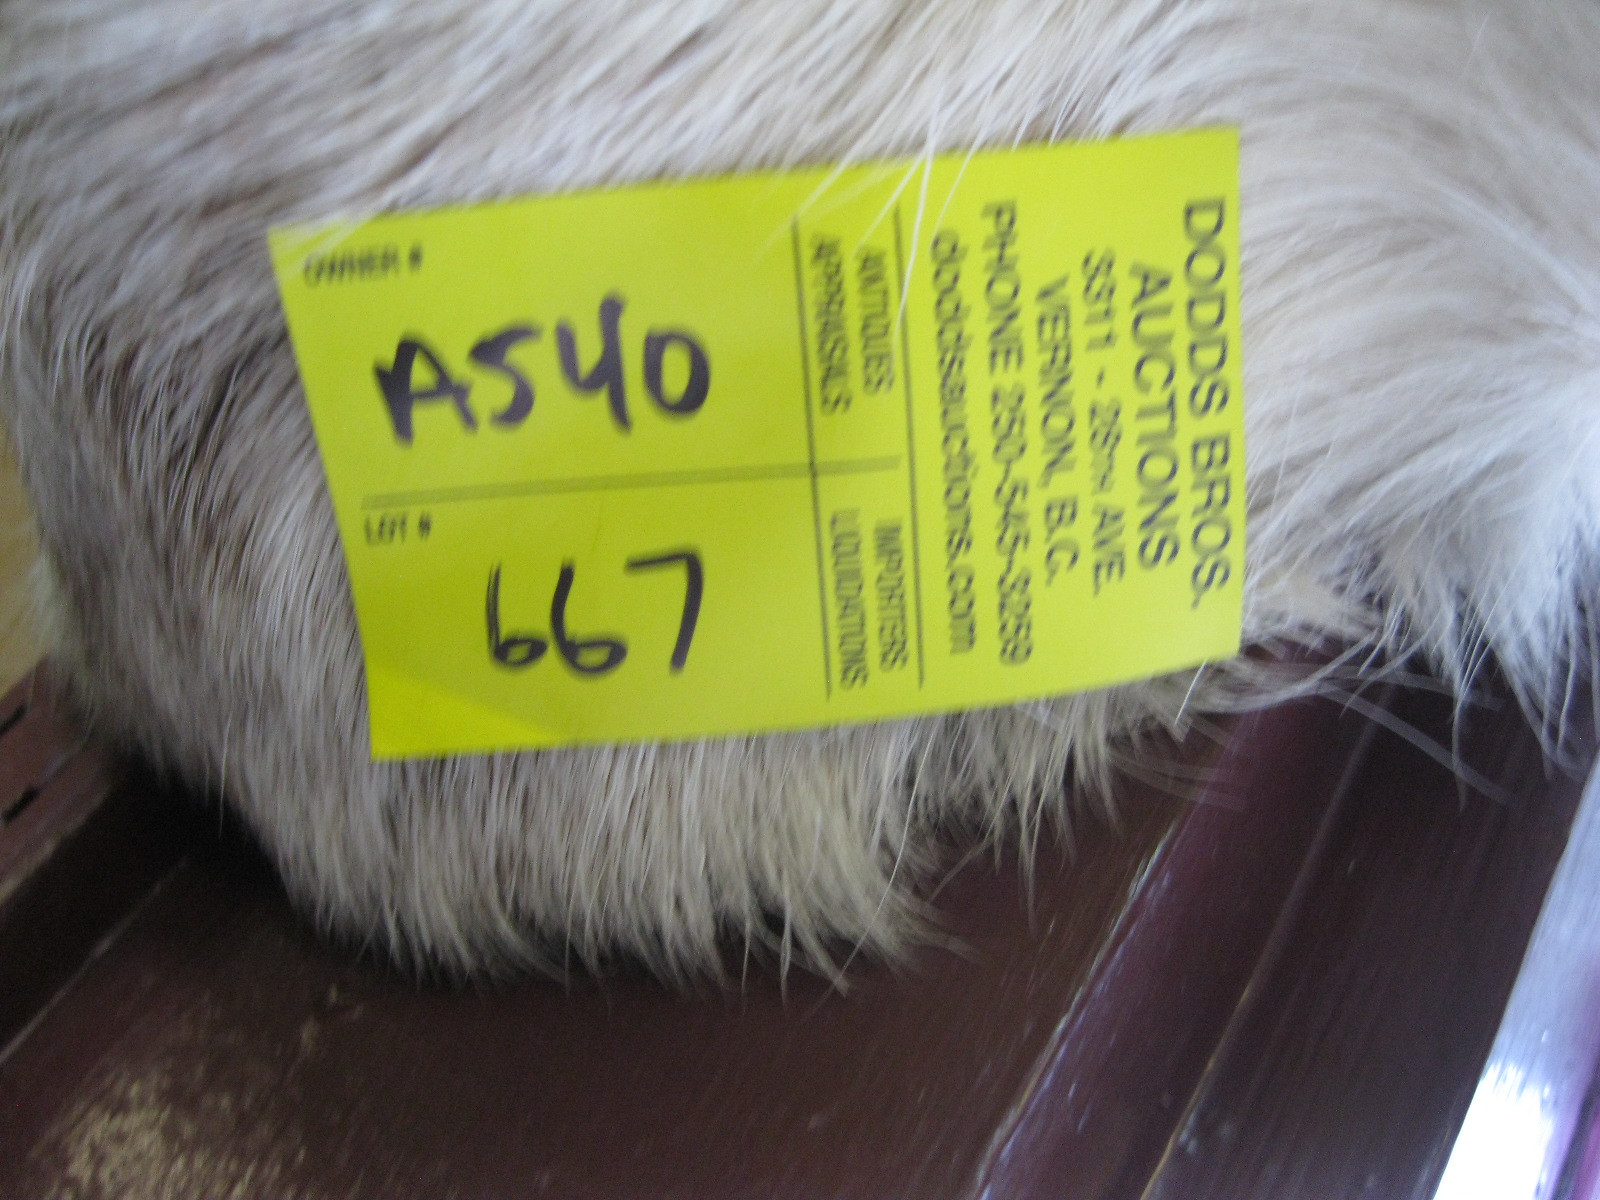 DODDS BROS.
AUCTIONS
3311 - 28TH AVE.
VERNON, B.C.
PHONE 250-545-3259
doddsauctions.com
ANTIQUES IMPORTERS
APPRAISALS LIQUIDATIONS
OWNER #
A540
LOT #
667